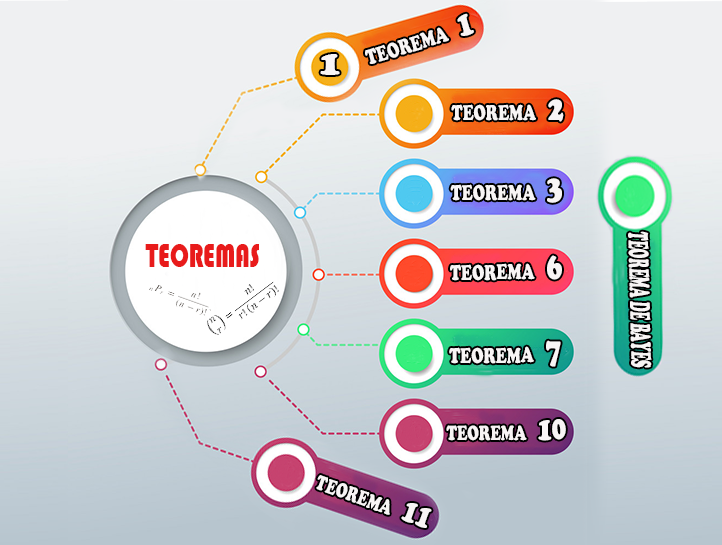 1 TEOREMA 1
TEOREMA 2
TEOREMA 3
TEOREMAS
nPr = n!/(n − r)!
(n r) = n!/r!(n − r)!
TEOREMA 6
TEOREMA 7
TEOREMA 10
TEOREMA 11
TEOREMA DE BAYES